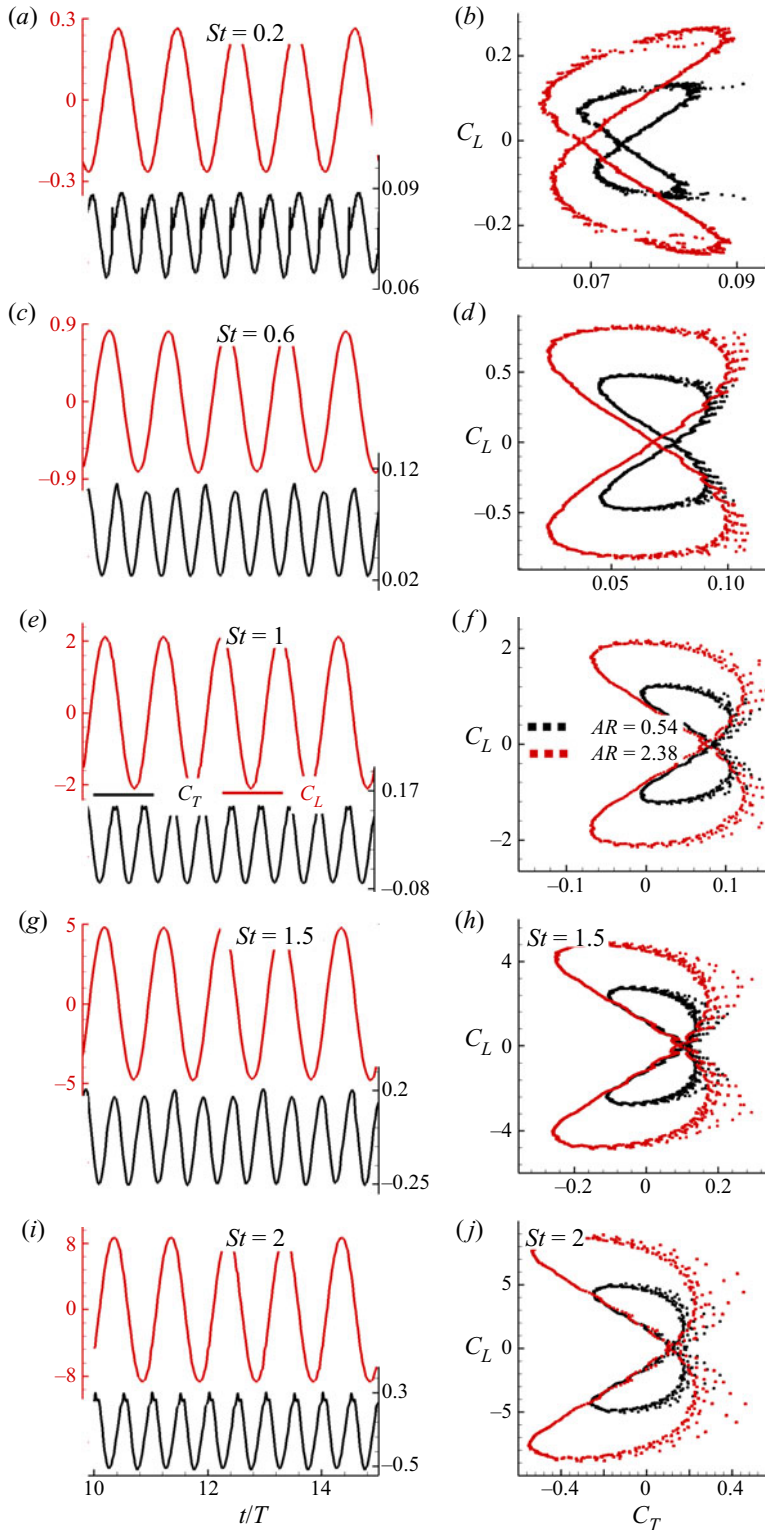 (a)
0.3
St = 0.2
0
−0.3
0.09
0.06
(b)
0.2
C_L
0
−0.2
0.07
0.09
(c)
0.9
St = 0.6
0
−0.9
0.12
0.02
(d)
0.5
C_L
0
−0.5
0.05
0.10
(e)
2
St = 1
0
−2
C_T
C_L
0.17
−0.08
(f)
2
AR = 0.54
C_L
0
AR = 2.38
−2
−0.1
0
0.1
(g)
5
St = 1.5
0
−5
0.2
−0.25
(h)
St = 1.5
4
C_L
0
−4
−0.2
0
0.2
(i)
8
St = 2
0
−8
0.3
−0.5
10
12
14
t/T
(j)
St = 2
5
C_L
0
−5
−0.4
0
0.4
C_T